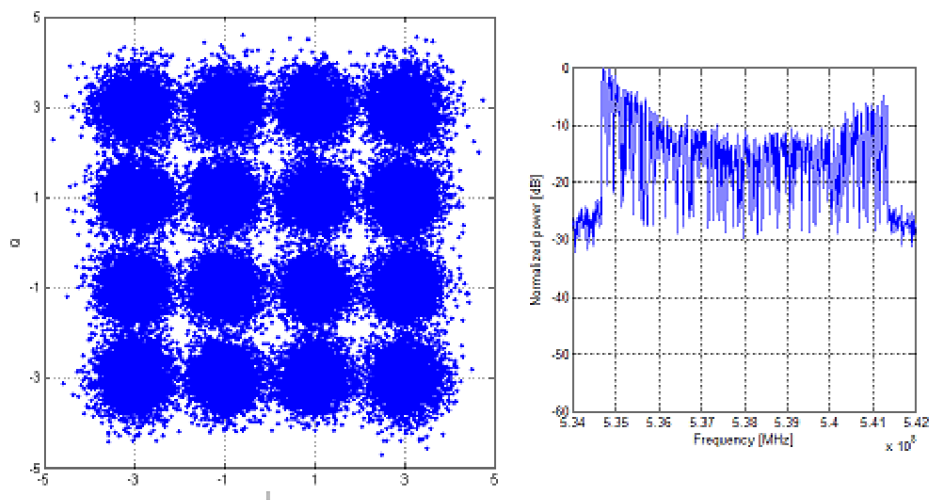 5
3
1
-1
-3
-5
Q
-5 -3 -1 1 3 5
I
0
-10
-20
-30
-40
-50
-60
Normalized power [dB]
5.34 5.35 5.36 5.37 5.38 5.39 5.4 5.41 5.42
Frequency [MHz]
x 10^8